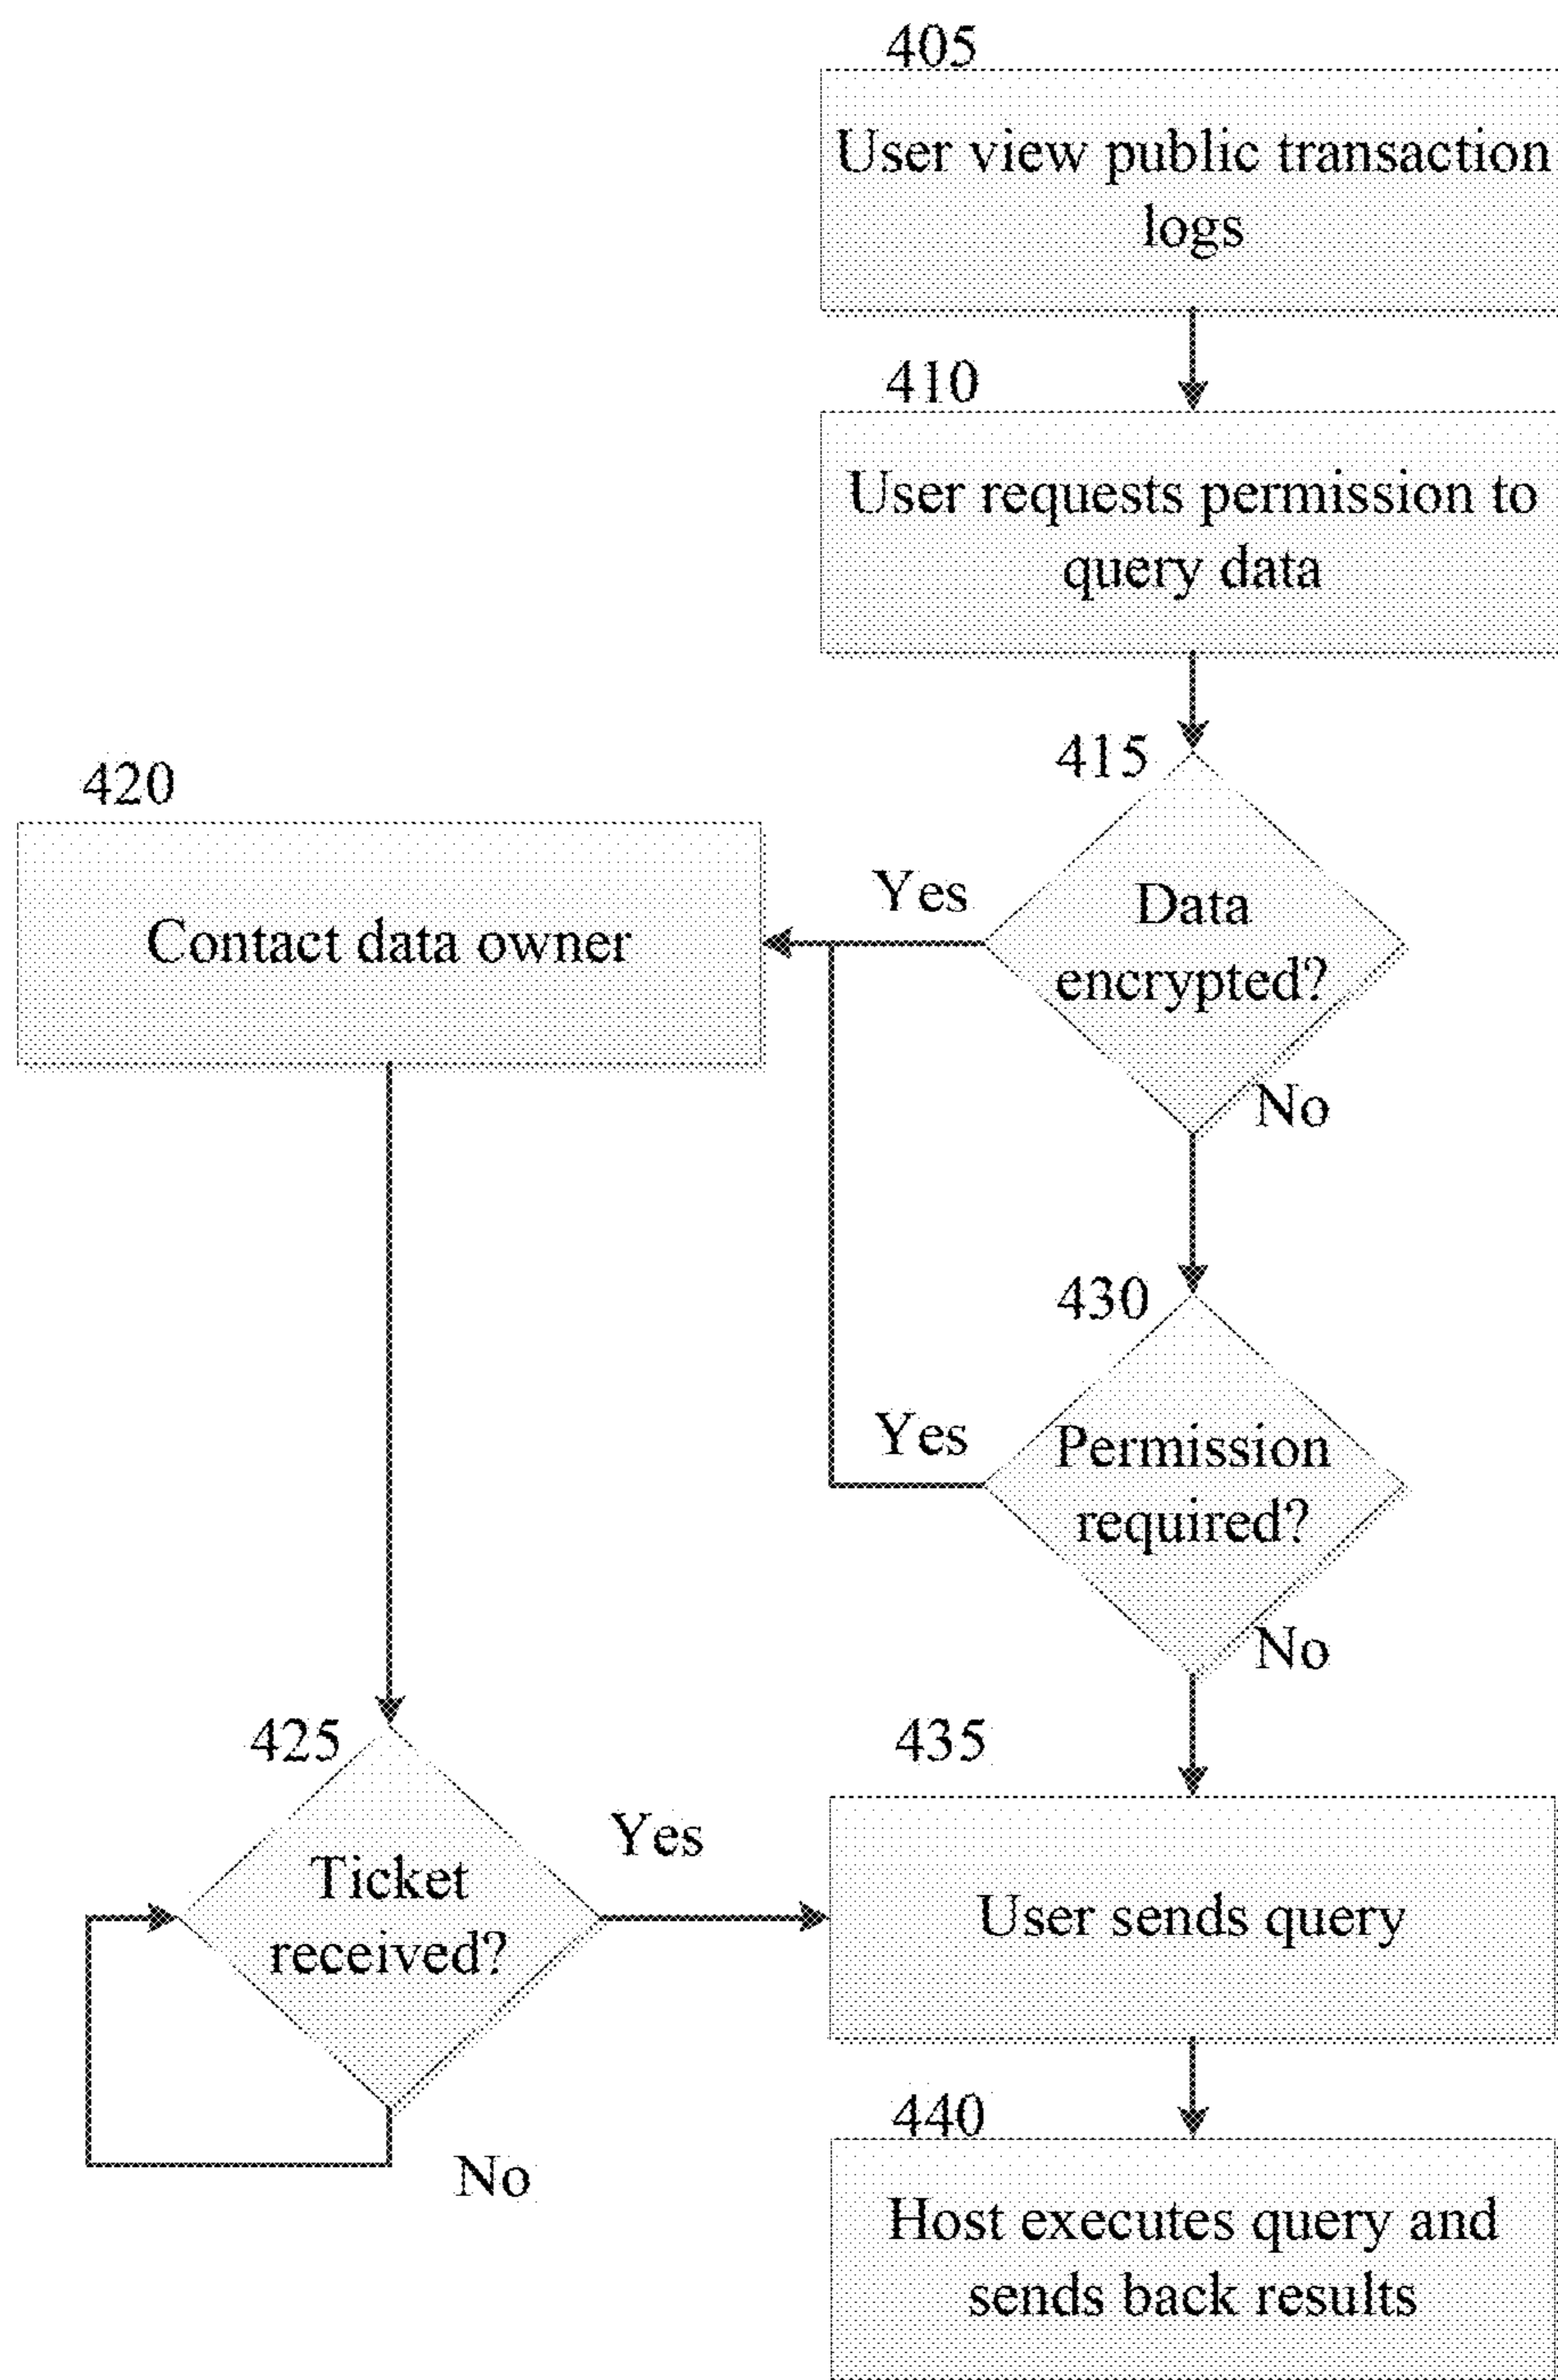 405
User view public transaction
logs
410
User requests permission to
query data
415
Data
encrypted?
Yes
No
420
Contact data owner
430
Permission
required?
Yes
No
425
Ticket
received?
Yes
No
435
User sends query
440
Host executes query and
sends back results